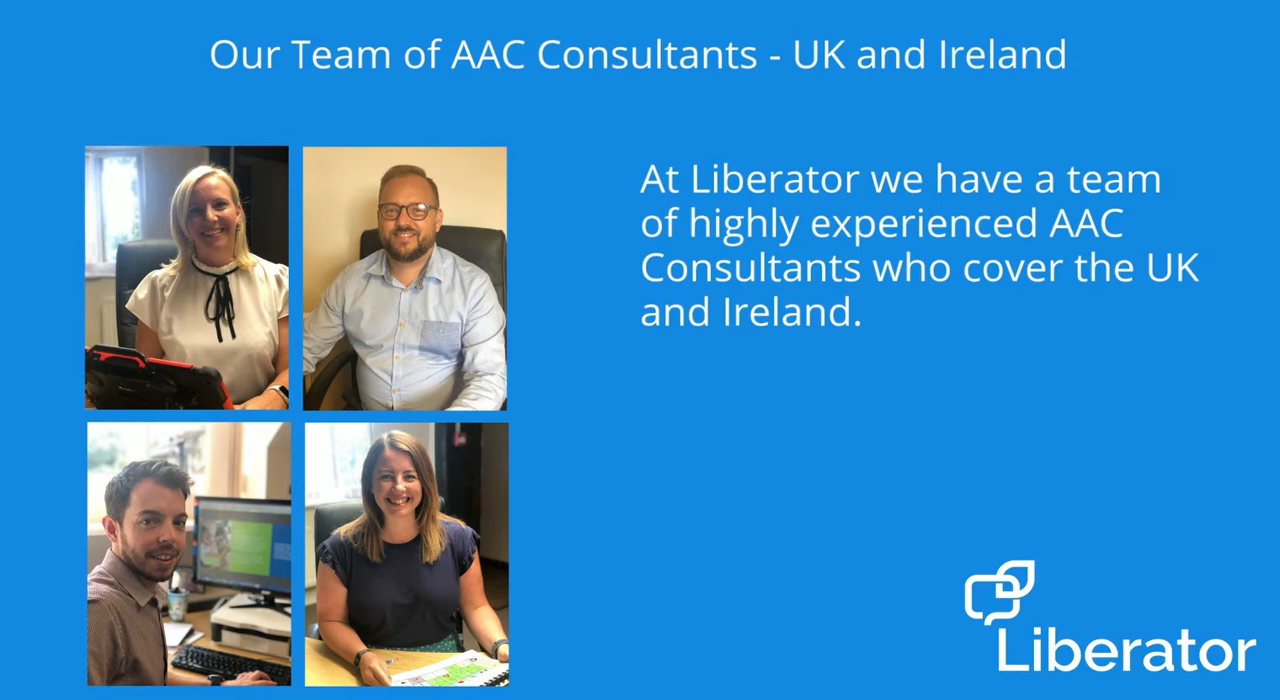 Our Team of AAC Consultants - UK and Ireland
At Liberator we have a team
of highly experienced AAC
Consultants who cover the UK
and Ireland.
Liberator